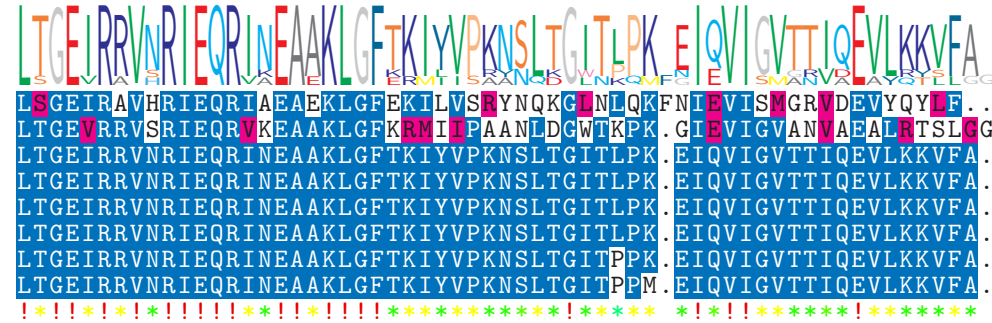 LTGEIRRVNRIEQRINEAAKLGFTKIYVPKNSLTGITLPK EIQVIGVTTIQEVLKKVFA
LSGEIRAVHRIEQRIAEAEKLGFEKILVSRYNQKGLNLQKFNIEVISMGRVDEVYQYLF..
LTGEVRRVSRIEQRVKEAAKLGFKRMIIPAANLDGWTKPK.GIEVIGVANVAEALRTSLGG
LTGEIRRVNRIEQRINEAAKLGFTKIYVPKNSLTGITLPK.EIQVIGVTTIQEVLKKVFA.
LTGEIRRVNRIEQRINEAAKLGFTKIYVPKNSLTGITLPK.EIQVIGVTTIQEVLKKVFA.
LTGEIRRVNRIEQRINEAAKLGFTKIYVPKNSLTGITLPK.EIQVIGVTTIQEVLKKVFA.
LTGEIRRVNRIEQRINEAAKLGFTKIYVPKNSLTGITPPK.EIQVIGVTTIQEVLKKVFA.
LTGEIRRVNRIEQRINEAAKLGFTKIYVPKNSLTGITPPM.EIQVIGVTTIQEVLKKVFA.
!*!!*!*!*!!!!!**!!*!!!!***********!***** *!*!!******!*******